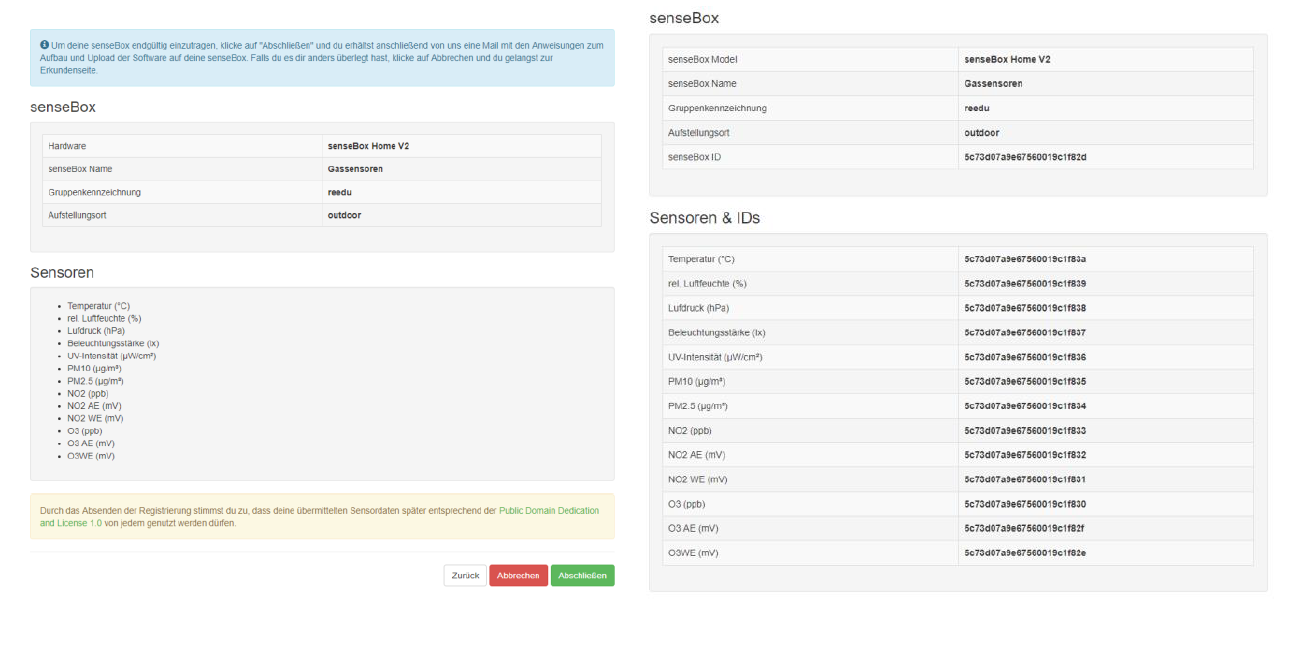 Um deine senseBox endgültig einzutragen, klicke auf "Abschließen" und du erhältst anschließend von uns eine Mail mit den Anweisungen zum
Aufbau und Upload der Software auf deine senseBox. Falls du es dir anders überlegt hast, klicke auf Abbrechen und du gelangst zur
Erkundenseite.
senseBox
Hardware senseBox Home V2
senseBox Name Gassensoren
Gruppenkennzeichnung reedu
Aufstellungsort outdoor
Sensoren
• Temperatur (°C)
• rel. Luftfeuchte (%)
• Lufdruck (hPa)
• Beleuchtungsstärke (lx)
• UV-Intensität (µW/cm²)
• PM10 (µg/m³)
• PM2.5 (µg/m³)
• NO2 (ppb)
• NO2 AE (mV)
• NO2 WE (mV)
• O3 (ppb)
• O3 AE (mV)
• O3WE (mV)
Durch das Absenden der Registrierung stimmst du zu, dass deine übermittelten Sensordaten später entsprechend der Public Domain Dedication
and License 1.0 von jedem genutzt werden dürfen.
Zurück Abbrechen Abschließen
senseBox
senseBox Model senseBox Home V2
senseBox Name Gassensoren
Gruppenkennzeichnung reedu
Aufstellungsort outdoor
senseBox ID 5c73d07a9e67560019c1f82d
Sensoren & IDs
Temperatur (°C) 5c73d07a9e67560019c1f83a
rel. Luftfeuchte (%) 5c73d07a9e67560019c1f839
Lufdruck (hPa) 5c73d07a9e67560019c1f838
Beleuchtungsstärke (lx) 5c73d07a9e67560019c1f837
UV-Intensität (µW/cm²) 5c73d07a9e67560019c1f836
PM10 (µg/m³) 5c73d07a9e67560019c1f835
PM2.5 (µg/m³) 5c73d07a9e67560019c1f834
NO2 (ppb) 5c73d07a9e67560019c1f833
NO2 AE (mV) 5c73d07a9e67560019c1f832
NO2 WE (mV) 5c73d07a9e67560019c1f831
O3 (ppb) 5c73d07a9e67560019c1f830
O3 AE (mV) 5c73d07a9e67560019c1f82f
O3WE (mV) 5c73d07a9e67560019c1f82e